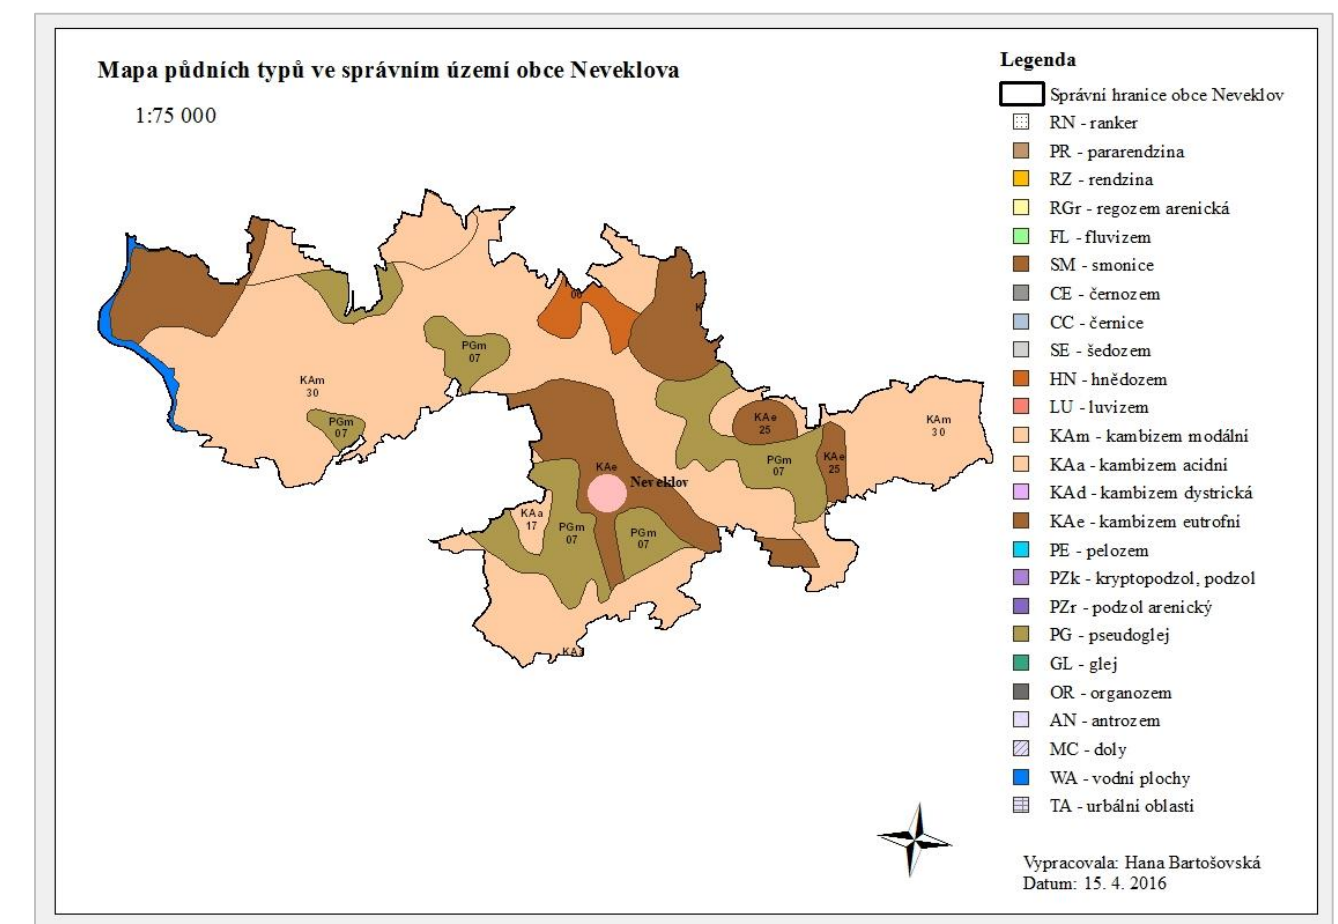 Mapa půdních typů ve správním území obce Neveklova
1:75 000
Legenda
Správní hranice obce Neveklov
RN - ranker
PR - pararendzina
RZ - rendzina
RGr - regozem arenická
FL - fluvizem
SM - smonice
CE - černozem
CC - černice
SE - šedozem
HN - hnědozem
LU - luvizem
KAm - kambizem modální
KAa - kambizem acidní
KAd - kambizem dystrická
KAe - kambizem eutrofní
PE - pelozem
PZk - kryptopodzol, podzol
PZr - podzol arenický
PG - pseudoglej
GL - glej
OR - organozem
AN - antrozem
MC - doly
WA - vodní plochy
TA - urbální oblasti
K
PGm
07
KAm
30
PGm
07
KAe
25
KAm
30
PGm
07
KAe
25
KAe
Neveklov
KAa
17
PGm
07
PGm
07
Vypracovala: Hana Bartošovská
Datum: 15. 4. 2016